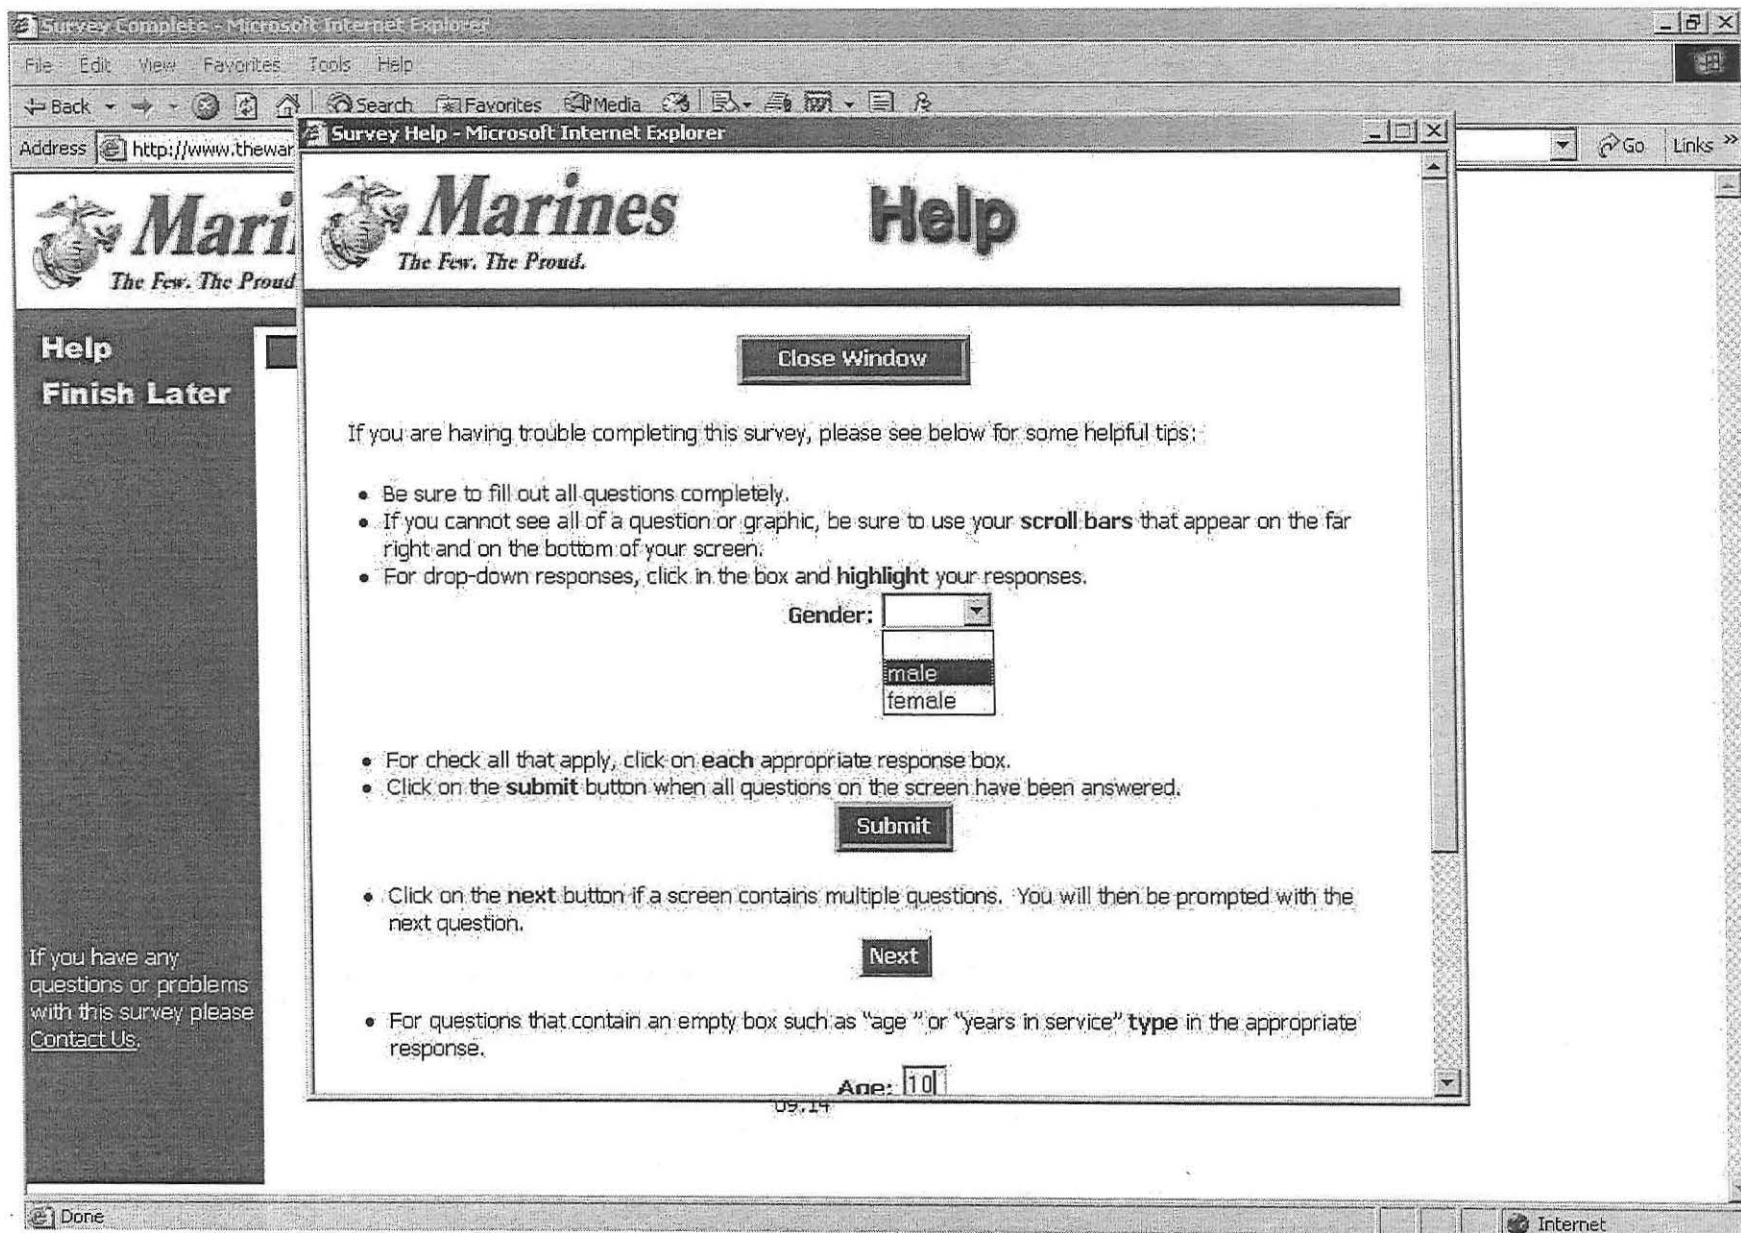 Survey Complete - Microsoft Internet Explorer
File Edit View Favorites Tools Help
Back Search Favorites Media
Address http://www.thewar
Go Links »
Marin
The Few. The Proud
Help
Finish Later
If you have any
questions or problems
with this survey please
Contact Us.
Survey Help - Microsoft Internet Explorer
Marines
The Few. The Proud.
Help
Close Window
If you are having trouble completing this survey, please see below for some helpful tips:
• Be sure to fill out all questions completely.
• If you cannot see all of a question or graphic, be sure to use your scroll bars that appear on the far
right and on the bottom of your screen.
• For drop-down responses, click in the box and highlight your responses.
Gender:
male
female
• For check all that apply, click on each appropriate response box.
• Click on the submit button when all questions on the screen have been answered.
Submit
• Click on the next button if a screen contains multiple questions. You will then be prompted with the
next question.
Next
• For questions that contain an empty box such as "age " or "years in service" type in the appropriate
response.
Age: 10
09:14
Done
Internet